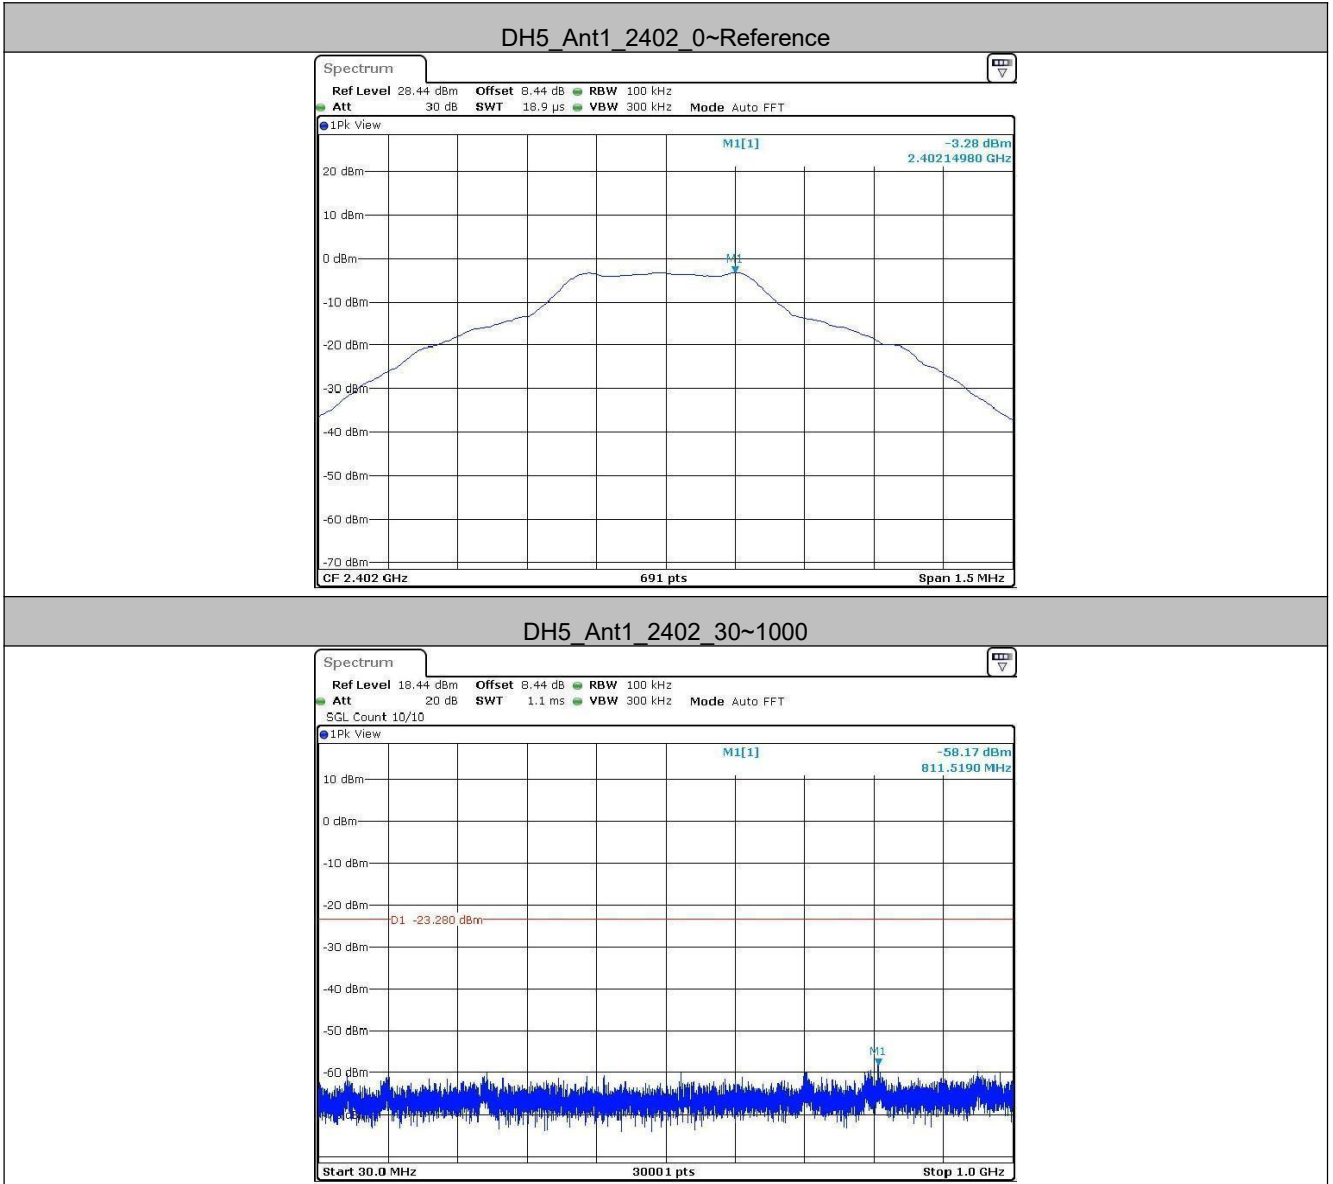 DH5_Ant1_2402_0~Reference
Spectrum
Ref Level 28.44 dBm Offset 8.44 dB RBW 100 kHz
Att 30 dB SWT 18.9 µs VBW 300 kHz Mode Auto FFT
1Pk View
M1[1] -3.28 dBm
2.40214980 GHz
20 dBm
10 dBm
0 dBm
M1
-10 dBm
-20 dBm
-30 dBm
-40 dBm
-50 dBm
-60 dBm
-70 dBm
CF 2.402 GHz 691 pts Span 1.5 MHz
DH5_Ant1_2402_30~1000
Spectrum
Ref Level 18.44 dBm Offset 8.44 dB RBW 100 kHz
Att 20 dB SWT 1.1 ms VBW 300 kHz Mode Auto FFT
SGL Count 10/10
1Pk View
M1[1] -58.17 dBm
811.5190 MHz
10 dBm
0 dBm
-10 dBm
-20 dBm
D1 -23.280 dBm
-30 dBm
-40 dBm
-50 dBm
M1
-60 dBm
Start 30.0 MHz 30001 pts Stop 1.0 GHz